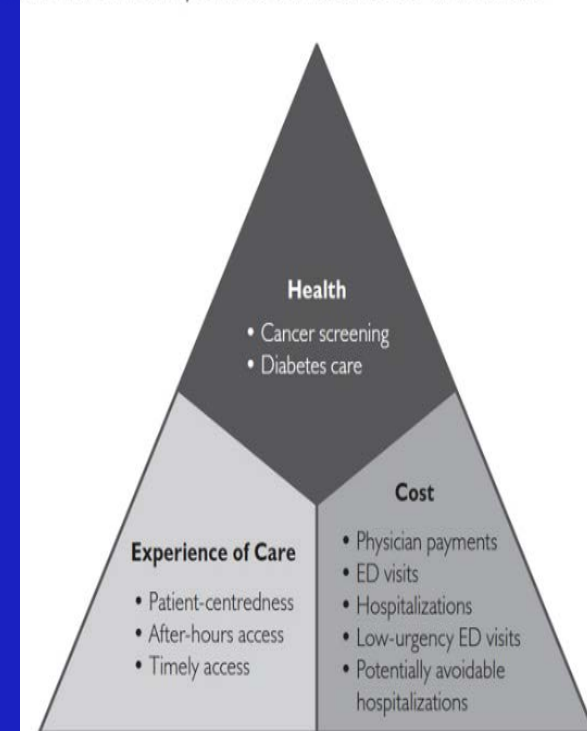 Health
• Cancer screening
• Diabetes care
Experience of Care
• Patient-centredness
• After-hours access
• Timely access
Cost
• Physician payments
• ED visits
• Hospitalizations
• Low-urgency ED visits
• Potentially avoidable
hospitalizations